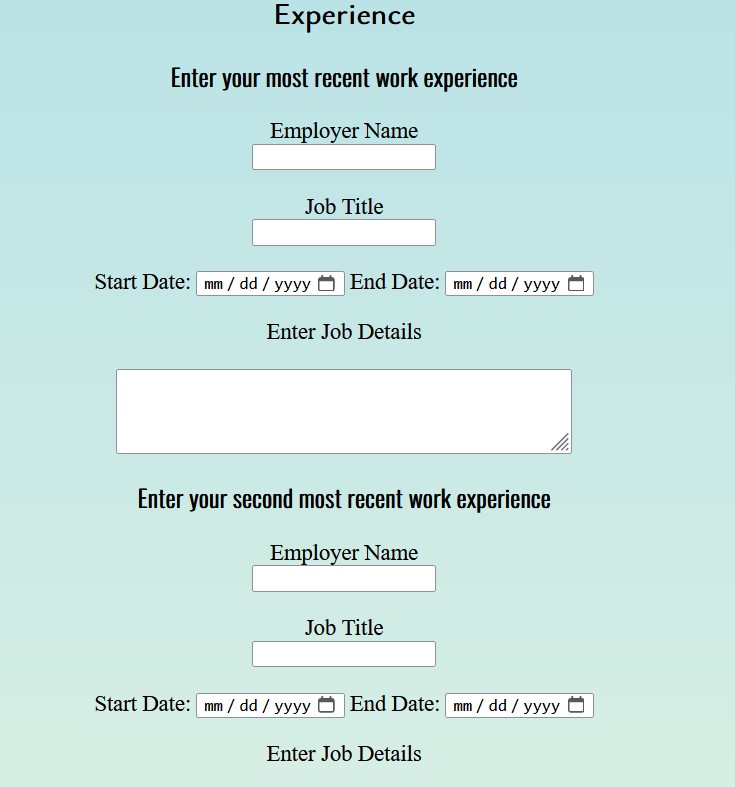 Experience
Enter your most recent work experience
Employer Name
Job Title
Start Date: mm / dd / yyyy End Date: mm / dd / yyyy
Enter Job Details
Enter your second most recent work experience
Employer Name
Job Title
Start Date: mm / dd / yyyy End Date: mm / dd / yyyy
Enter Job Details